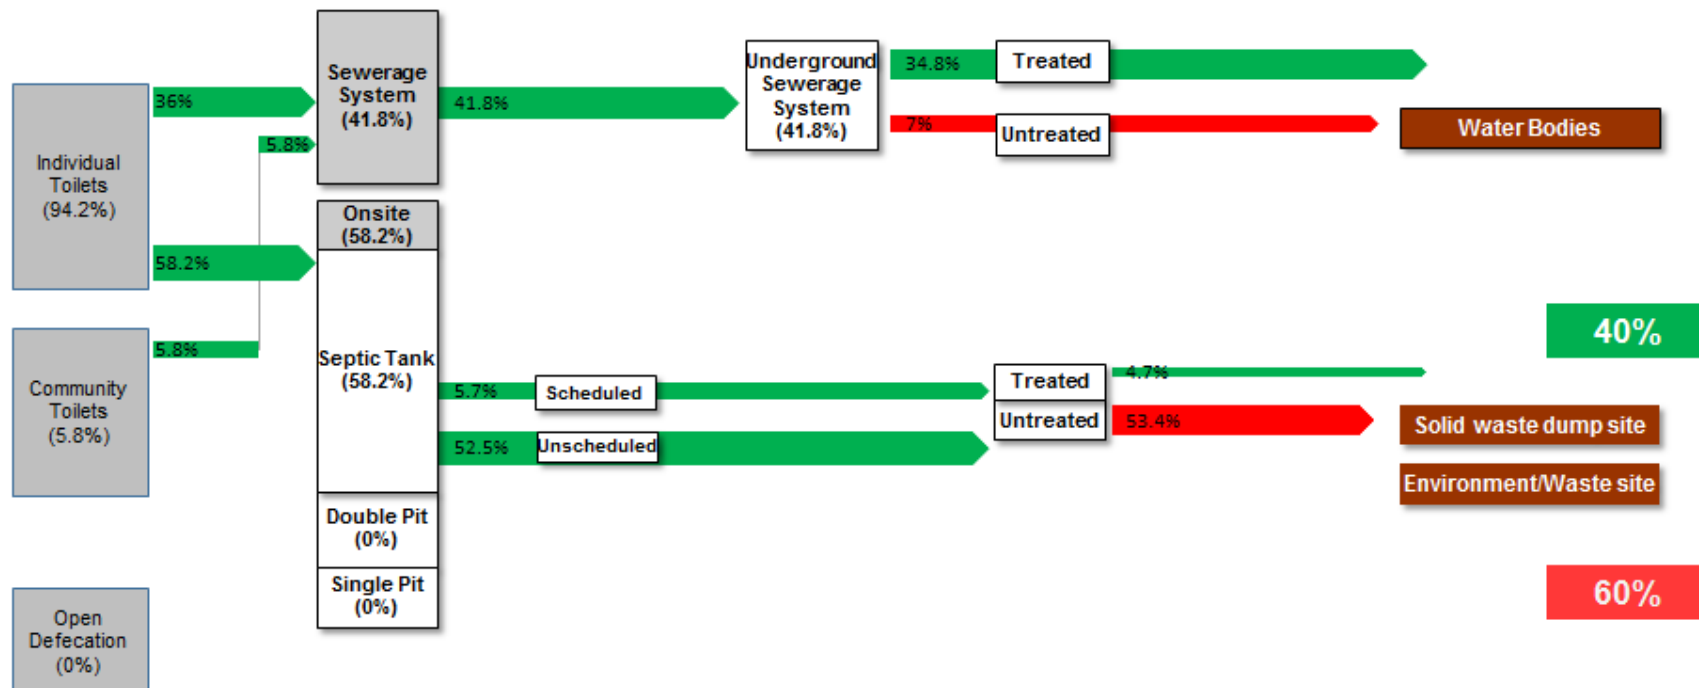 Individual
Toilets
(94.2%)
Community
Toilets
(5.8%)
Open
Defecation
(0%)
36%
5.8%
58.2%
5.8%
Sewerage
System
(41.8%)
Onsite
(58.2%)
Septic Tank
(58.2%)
Double Pit
(0%)
Single Pit
(0%)
41.8%
5.7%
Scheduled
52.5%
Unscheduled
Underground
Sewerage
System
(41.8%)
34.8%
Treated
7%
Untreated
Water Bodies
Treated
4.7%
Untreated
53.4%
Solid waste dump site
Environment/Waste site
40%
60%